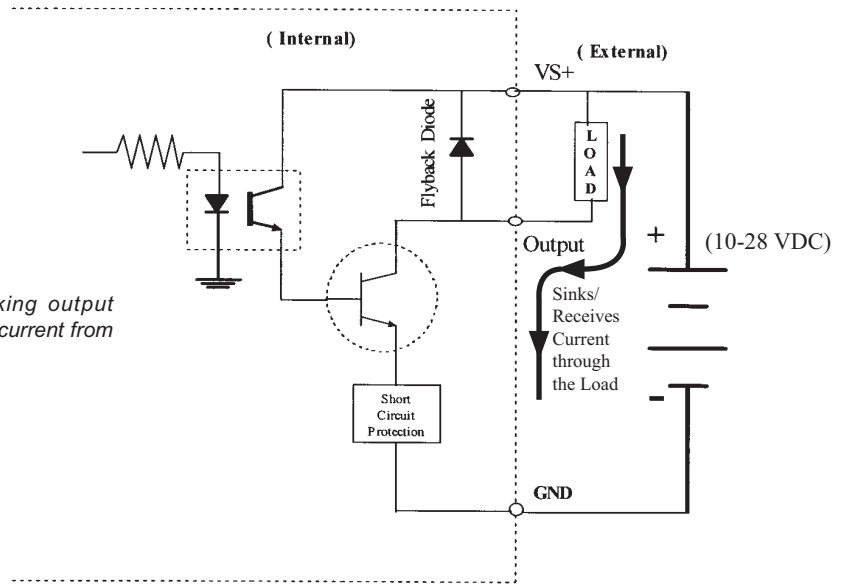 ( Internal)
( External)
VS+
Flyback Diode
L
O
A
D
Output
+
(10-28 VDC)
Sinks/
Receives
Current
through
the Load
-
king output
current from
Short
Circuit
Protection
GND